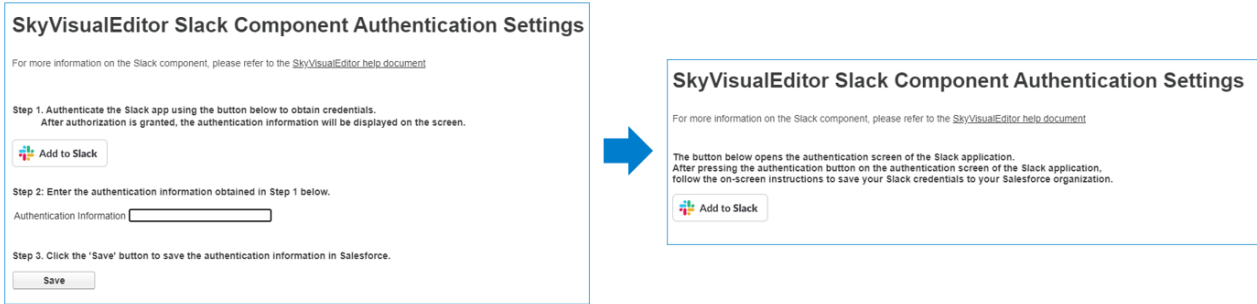 SkyVisualEditor Slack Component Authentication Settings
For more information on the Slack component, please refer to the SkyVisualEditor help document
Step 1. Authenticate the Slack app using the button below to obtain credentials.
After authorization is granted, the authentication information will be displayed on the screen.
Add to Slack
Step 2: Enter the authentication information obtained in Step 1 below.
Authentication Information
Step 3. Click the 'Save' button to save the authentication information in Salesforce.
Save
SkyVisualEditor Slack Component Authentication Settings
For more information on the Slack component, please refer to the SkyVisualEditor help document
The button below opens the authentication screen of the Slack application.
After pressing the authentication button on the authentication screen of the Slack application,
follow the on-screen instructions to save your Slack credentials to your Salesforce organization.
Add to Slack